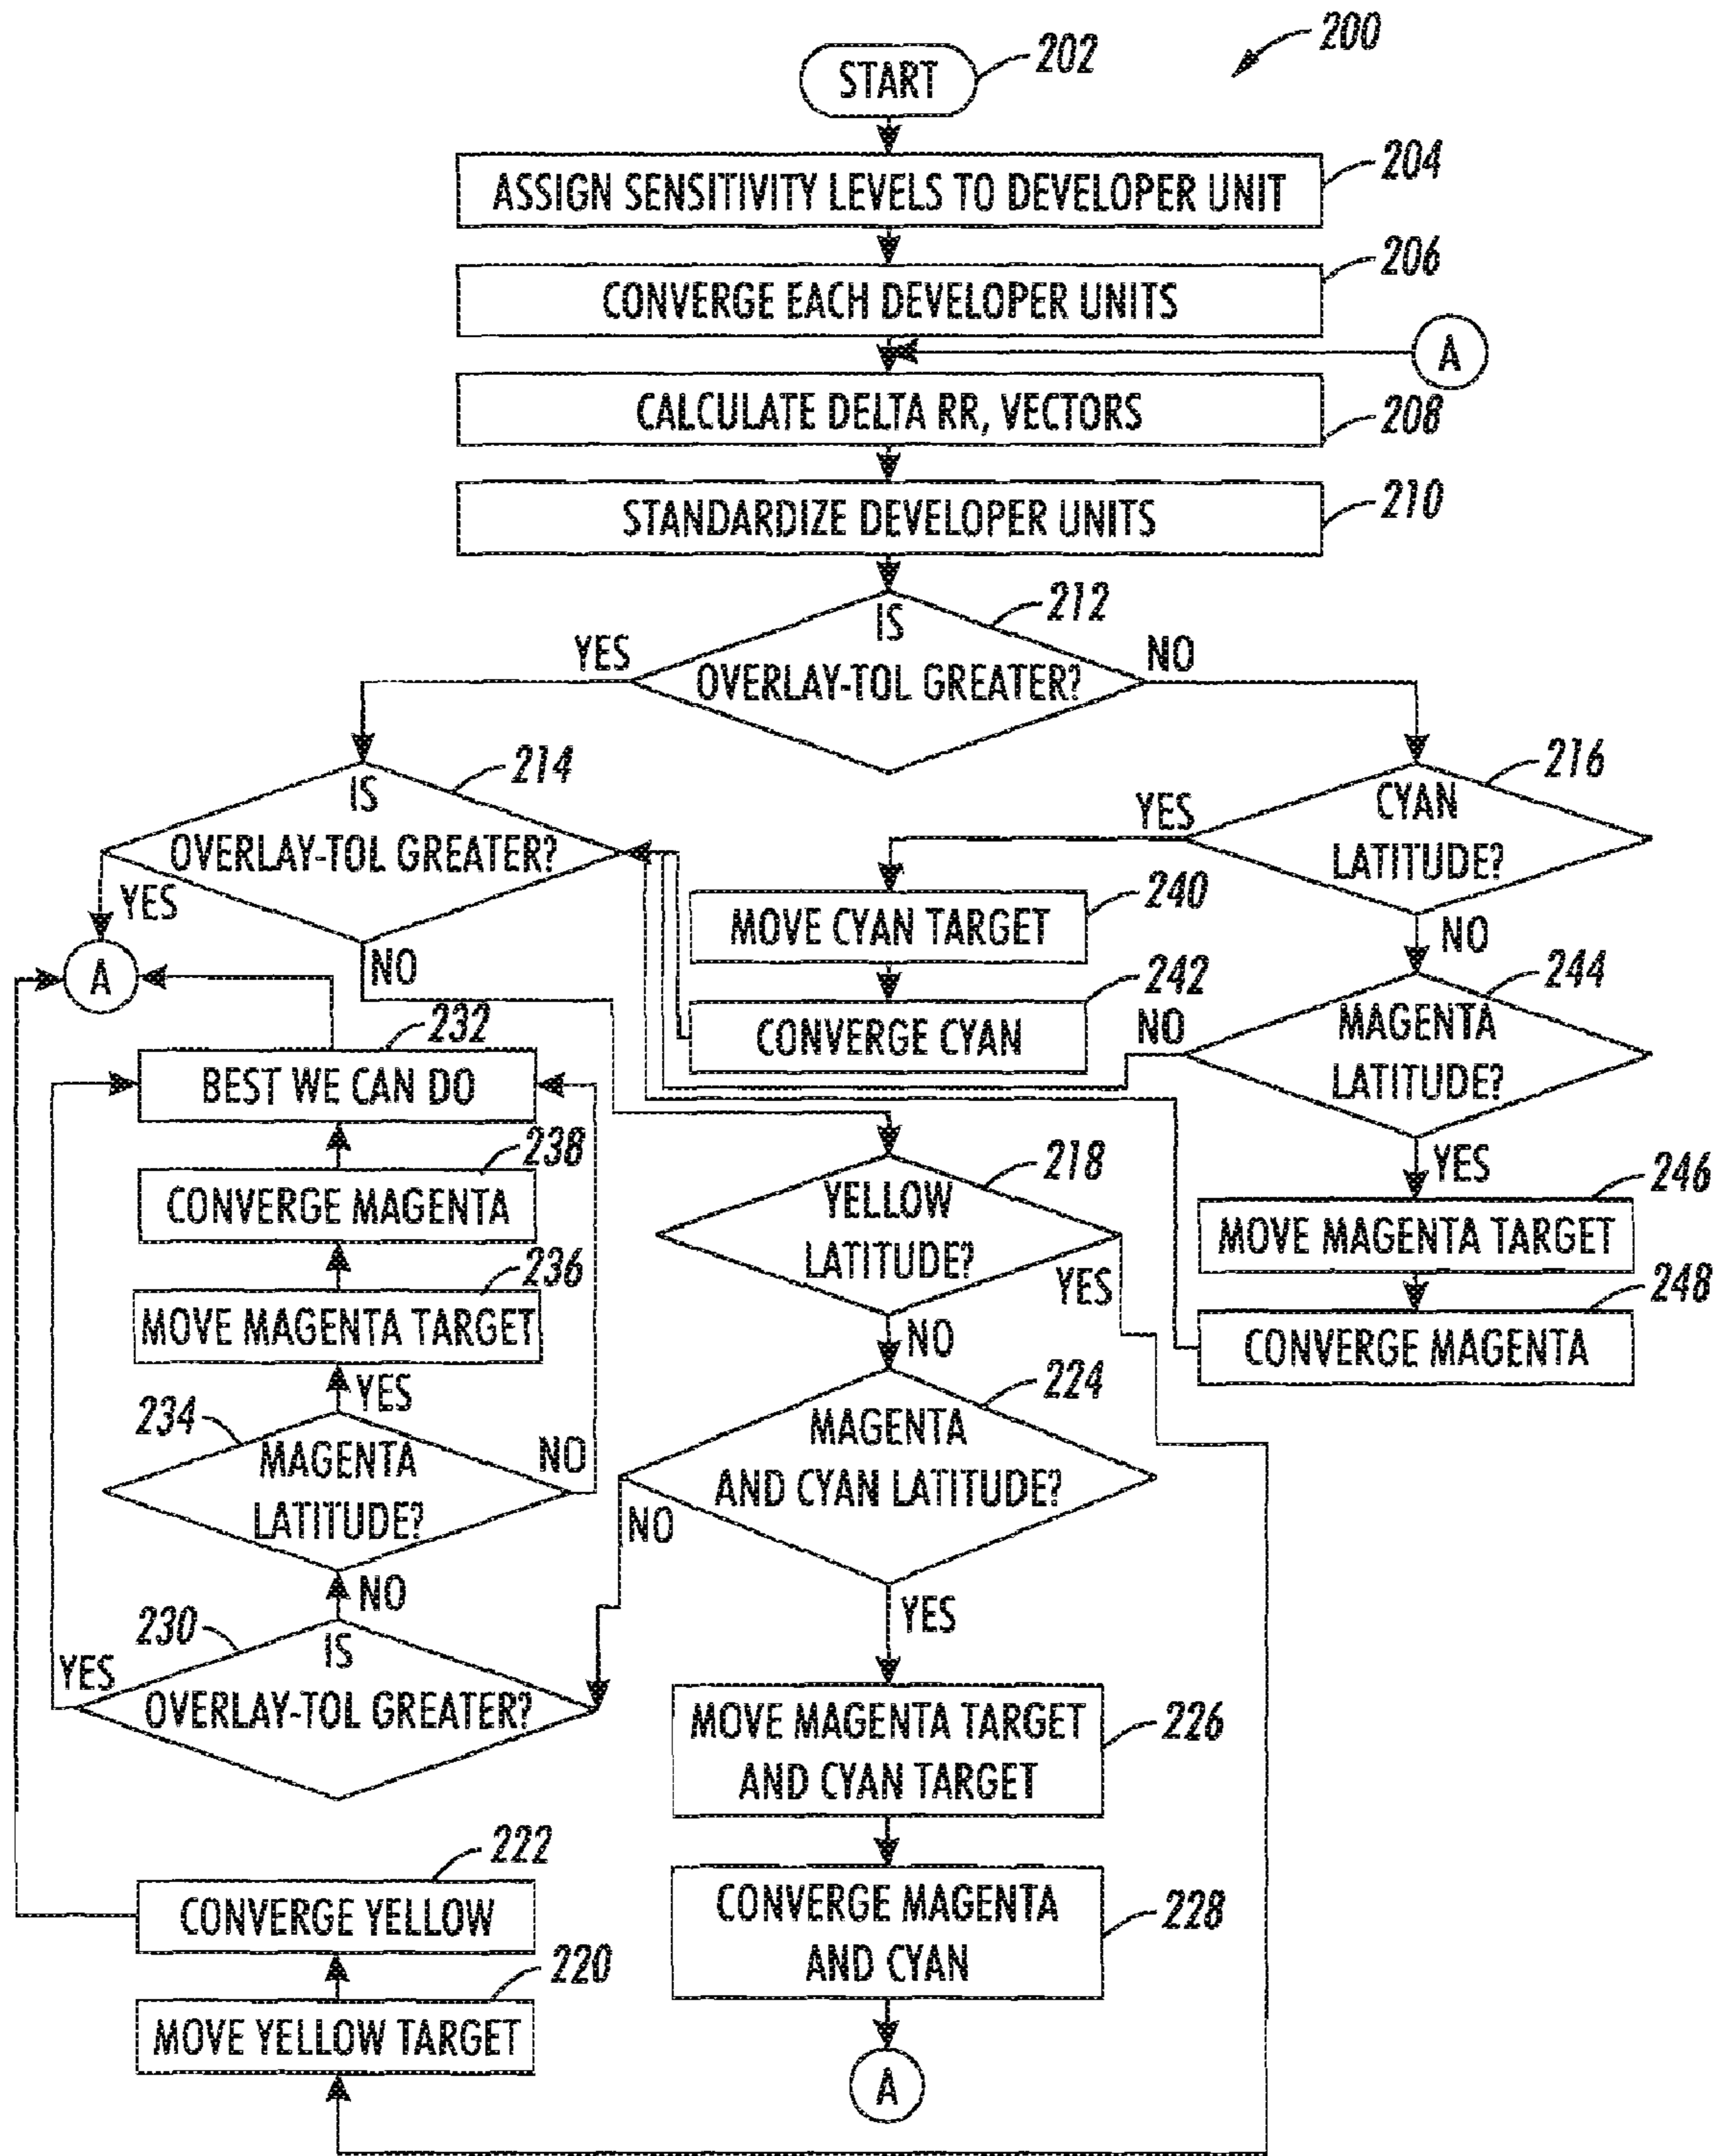 200
START
202
ASSIGN SENSITIVITY LEVELS TO DEVELOPER UNIT
204
CONVERGE EACH DEVELOPER UNITS
206
A
CALCULATE DELTA RR, VECTORS
208
STANDARDIZE DEVELOPER UNITS
210
IS
OVERLAY-TOL GREATER?
212
YES
NO
IS
OVERLAY-TOL GREATER?
214
YES
NO
A
CYAN
LATITUDE?
216
YES
NO
MOVE CYAN TARGET
240
CONVERGE CYAN
242
MAGENTA
LATITUDE?
244
NO
YES
MOVE MAGENTA TARGET
246
CONVERGE MAGENTA
248
BEST WE CAN DO
232
CONVERGE MAGENTA
238
MOVE MAGENTA TARGET
236
YES
234
MAGENTA
LATITUDE?
NO
NO
230
IS
OVERLAY-TOL GREATER?
YES
YELLOW
LATITUDE?
218
YES
NO
MAGENTA
AND CYAN LATITUDE?
224
NO
YES
MOVE MAGENTA TARGET
AND CYAN TARGET
226
CONVERGE MAGENTA
AND CYAN
228
A
222
CONVERGE YELLOW
220
MOVE YELLOW TARGET